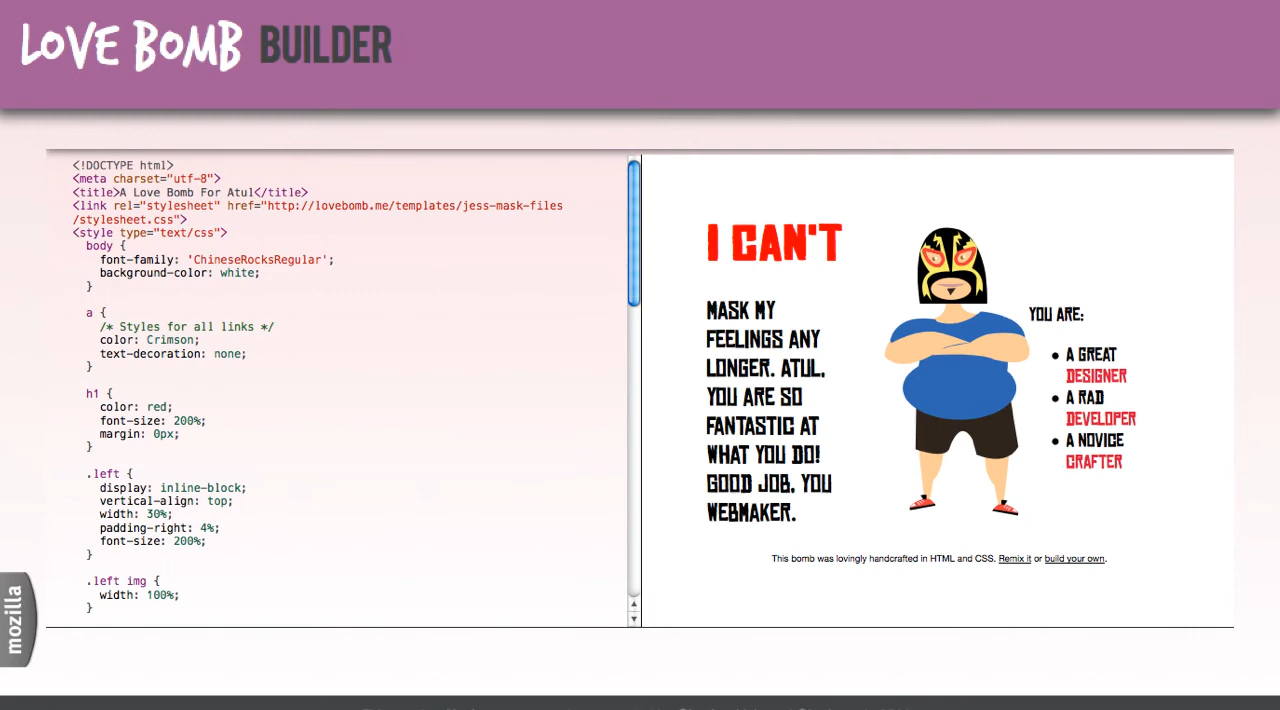 LOVE BOMB BUILDER
<!DOCTYPE html>
<meta charset="utf-8">
<title>A Love Bomb For Atul</title>
<link rel="stylesheet" href="http://lovebomb.me/templates/jess-mask-files
/stylesheet.css">
<style type="text/css">
body {
font-family: 'ChineseRocksRegular';
background-color: white;
}
a {
/* Styles for all links */
color: Crimson;
text-decoration: none;
}
h1 {
color: red;
font-size: 200%;
margin: 0px;
}
.left {
display: inline-block;
vertical-align: top;
width: 30%;
padding-right: 4%;
font-size: 200%;
}
.left img {
width: 100%;
}
I CAN'T
MASK MY
FEELINGS ANY
LONGER. ATUL,
YOU ARE SO
FANTASTIC AT
WHAT YOU DO!
GOOD JOB, YOU
WEBMAKER.
YOU ARE:
A GREAT
DESIGNER
A RAD
DEVELOPER
A NOVICE
CRAFTER
This bomb was lovingly handcrafted in HTML and CSS. Remix it or build your own.
mozilla